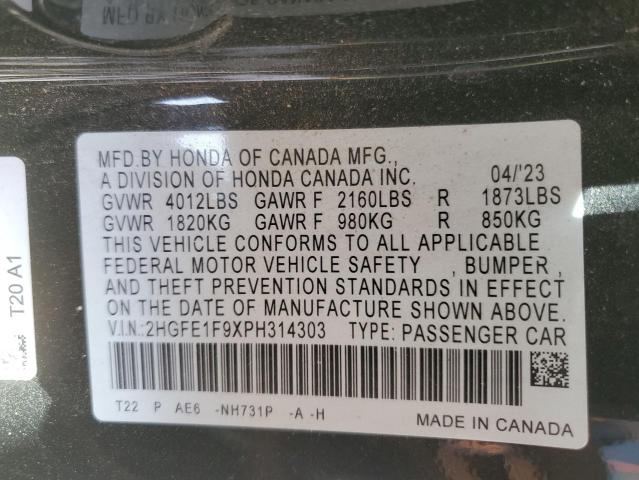 MFD.BY HONDA OF CANADA MFG.,
A DIVISION OF HONDA CANADA INC. 04/'23
GVWR 4012LBS GAWR F 2160LBS R 1873LBS
GVWR 1820KG GAWR F 980KG R 850KG
THIS VEHICLE CONFORMS TO ALL APPLICABLE
FEDERAL MOTOR VEHICLE SAFETY , BUMPER ,
AND THEFT PREVENTION STANDARDS IN EFFECT
ON THE DATE OF MANUFACTURE SHOWN ABOVE.
V.I.N.:2HGFE1F9XPH314303 TYPE: PASSENGER CAR
T22 P AE6 -NH731P -A -H
MADE IN CANADA
T20 A1